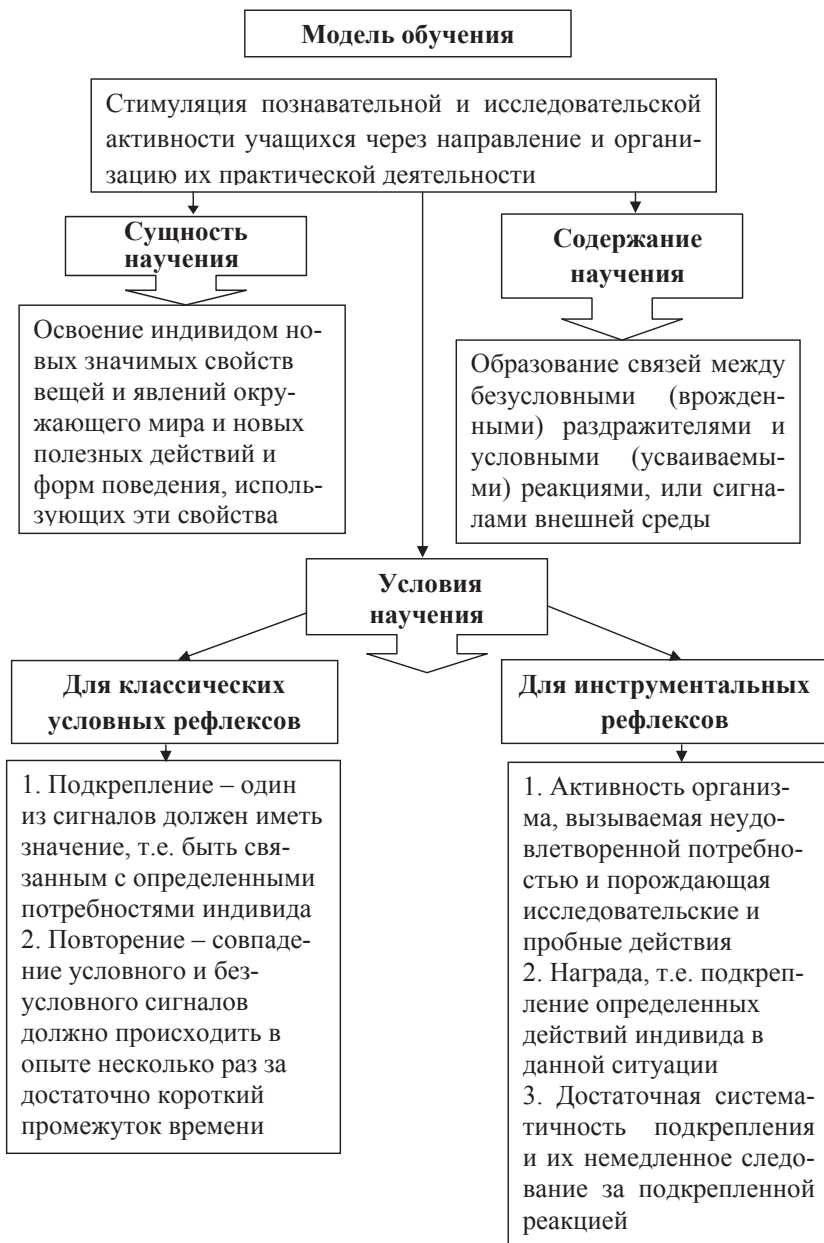 Модель обучения
Стимуляция познавательной и исследовательской
активности учащихся через направление и органи-
зацию их практической деятельности
Сущность
научения
Содержание
научения
Освоение индивидом но-
вых значимых свойств
вещей и явлений окру-
жающего мира и новых
полезных действий и
форм поведения, исполь-
зующих эти свойства
Образование связей между
безусловными (врожден-
ными) раздражителями и
условными (усваиваемы-
ми) реакциями, или сигна-
лами внешней среды
Условия
научения
Для классических
условных рефлексов
Для инструментальных
рефлексов
1. Подкрепление – один
из сигналов должен иметь
значение, т.е. быть свя-
занным с определенными
потребностями индивида
2. Повторение – совпаде-
ние условного и без-
условного сигналов
должно происходить в
опыте несколько раз за
достаточно короткий
промежуток времени
1. Активность организ-
ма, вызываемая неудо-
влетворенной потребно-
стью и порождающая
исследовательские и
пробные действия
2. Награда, т.е. подкреп-
ление определенных
действий индивида в
данной ситуации
3. Достаточная система-
тичность подкрепления
и их немедленное следо-
вание за подкрепленной
реакцией